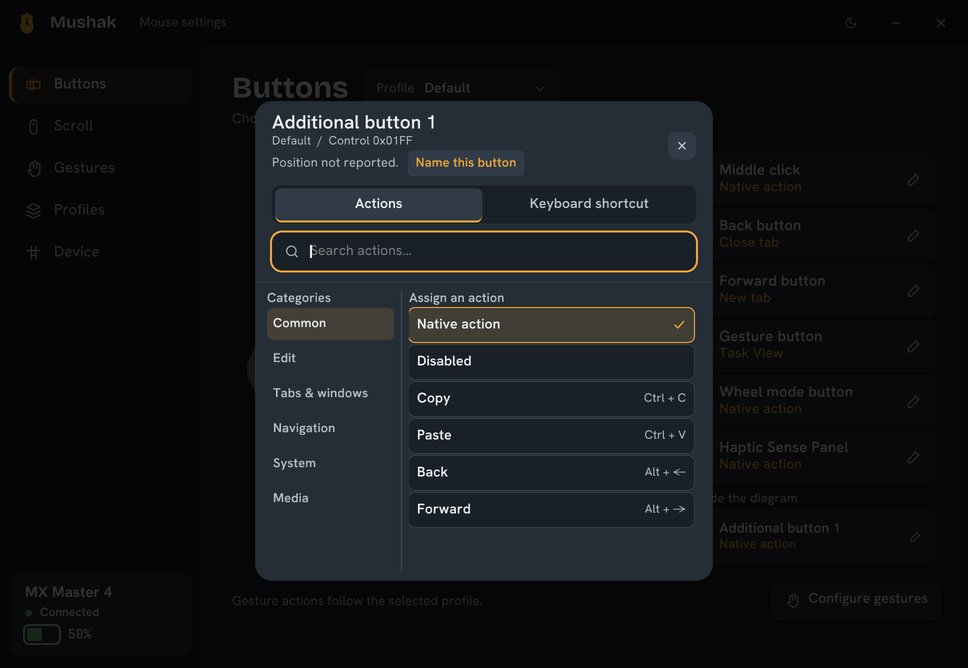 Mushak
Mouse settings
Buttons
Scroll
Gestures
Profiles
Device
MX Master 4
Connected
50%
Buttons
Profile Default
Cho
Additional button 1
Default / Control 0x01FF
Position not reported. Name this button
Actions
Keyboard shortcut
Search actions...
Categories
Common
Edit
Tabs & windows
Navigation
System
Media
Assign an action
Native action
Disabled
Copy Ctrl + C
Paste Ctrl + V
Back Alt + ←
Forward Alt + →
Middle click
Native action
Back button
Close tab
Forward button
New tab
Gesture button
Task View
Wheel mode button
Native action
Haptic Sense Panel
Native action
de the diagram
Additional button 1
Native action
Gesture actions follow the selected profile.
Configure gestures